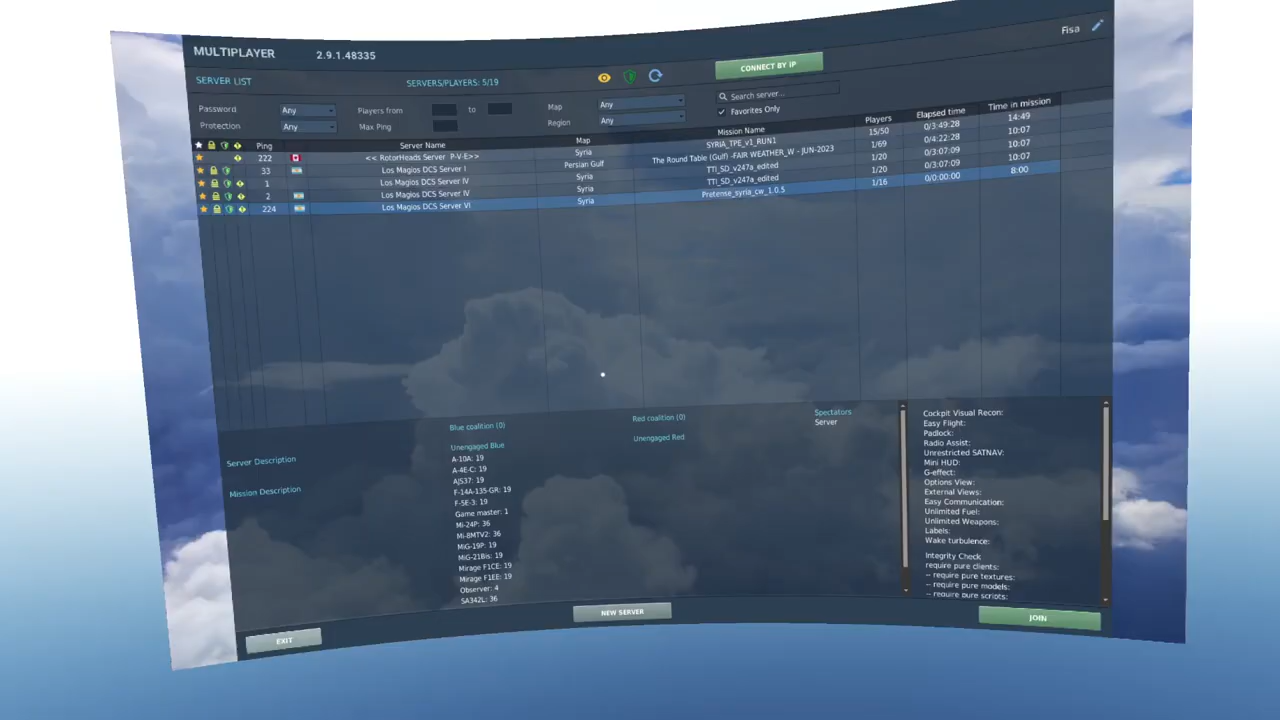 MULTIPLAYER 2.9.1.48335
Fisa
SERVER LIST SERVERS/PLAYERS: 5/19 CONNECT BY IP
Password Any Players from to Map Any Search server...
Protection Any Max Ping Region Any Favorites Only
Ping Server Name Map Mission Name Players Elapsed time Time in mission
222 << RotorHeads Server P-V-E>> Syria SYRIA_TPE_v1_RUN1 15/50 0/3:49:28 14:49
33 Los Magios DCS Server I Persian Gulf The Round Table (Gulf) -FAIR WEATHER_W - JUN-2023 1/69 0/4:22:28 10:07
1 Los Magios DCS Server IV Syria TTI_SD_v247a_edited 1/20 0/3:07:09 10:07
2 Los Magios DCS Server IV Syria TTI_SD_v247a_edited 1/20 0/3:07:09 10:07
224 Los Magios DCS Server VI Syria Pretense_syria_cw_1.0.5 1/16 0/0:00:00 8:00
Server Description
Mission Description
Blue coalition (0)
Unengaged Blue
A-10A: 19
A-4E-C: 19
AJS37: 19
F-14A-135-GR: 19
F-5E-3: 19
Game master: 1
Mi-24P: 36
Mi-8MTV2: 36
MiG-19P: 19
MiG-21Bis: 19
Mirage F1CE: 19
Mirage F1EE: 19
Observer: 4
SA342L: 36
Red coalition (0)
Unengaged Red
Spectators
Server
Cockpit Visual Recon:
Easy Flight:
Padlock:
Radio Assist:
Unrestricted SATNAV:
Mini HUD:
G-effect:
Options View:
External Views:
Easy Communication:
Unlimited Fuel:
Unlimited Weapons:
Labels:
Wake turbulence:
Integrity Check
require pure clients:
-- require pure textures:
-- require pure models:
-- require pure scripts:
EXIT NEW SERVER JOIN